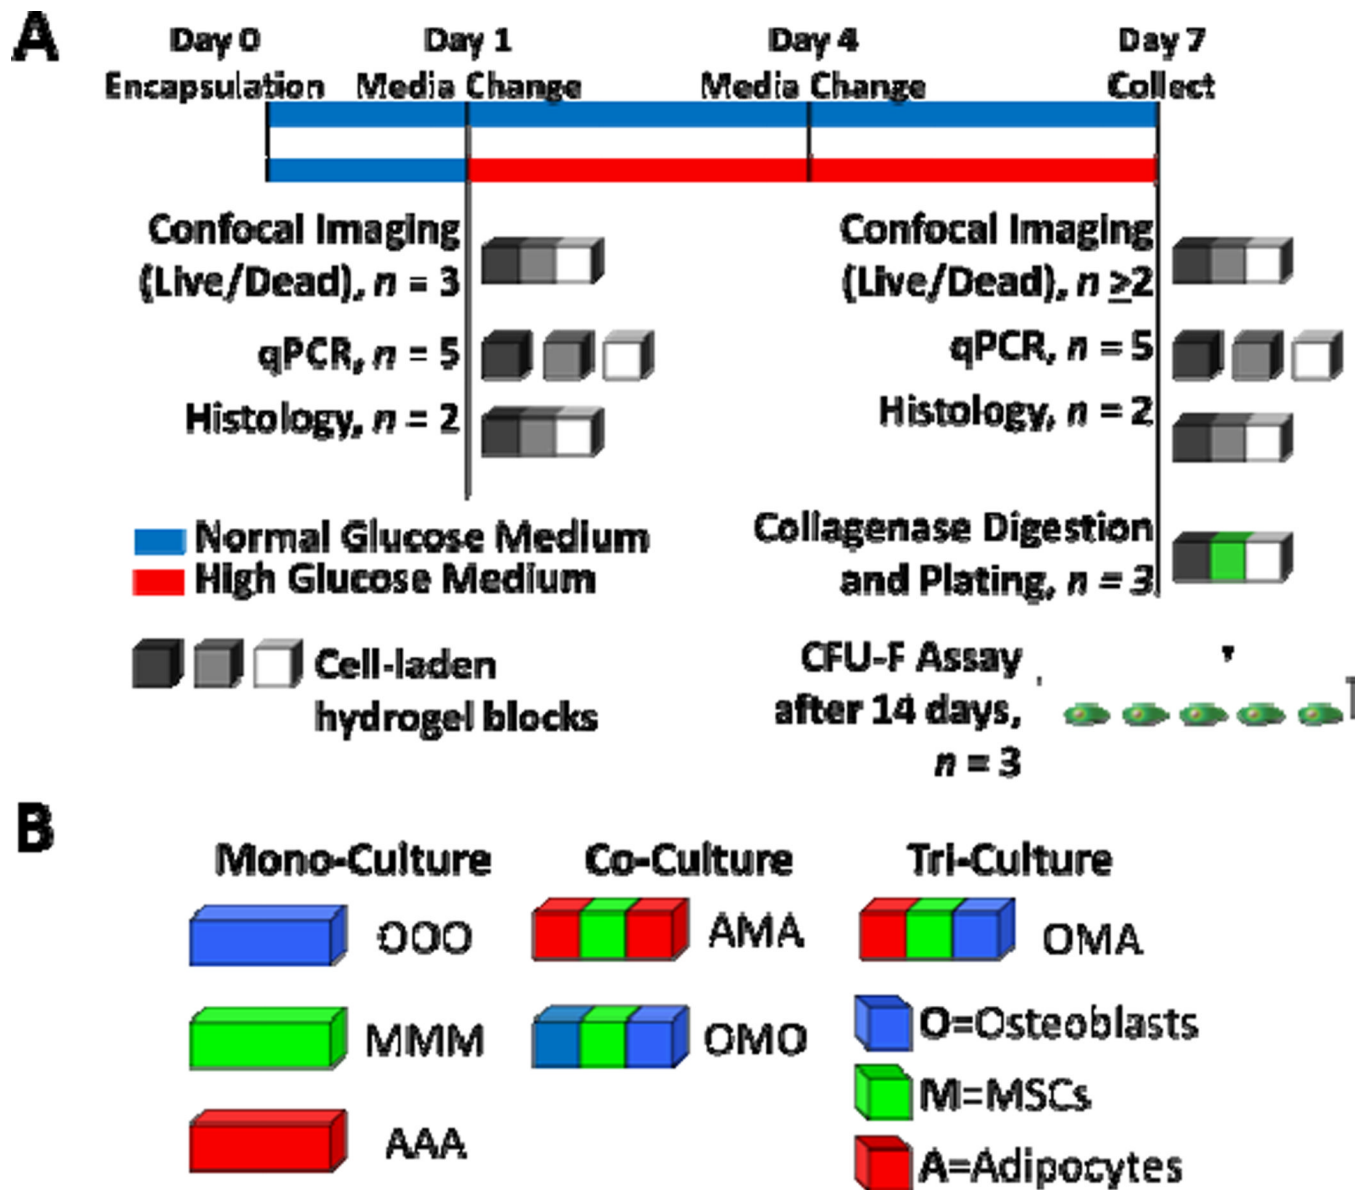 A
Day 0
Encapsulation
Day 1
Media Change
Day 4
Media Change
Day 7
Collect
Confocal Imaging
(Live/Dead), n = 3
qPCR, n = 5
Histology, n = 2
Confocal Imaging
(Live/Dead), n ≥2
qPCR, n = 5
Histology, n = 2
Collagenase Digestion
and Plating, n = 3
Normal Glucose Medium
High Glucose Medium
Cell-laden
hydrogel blocks
CFU-F Assay
after 14 days,
n = 3
B
Mono-Culture
OOO
MMM
AAA
Co-Culture
AMA
OMO
Tri-Culture
OMA
O=Osteoblasts
M=MSCs
A=Adipocytes